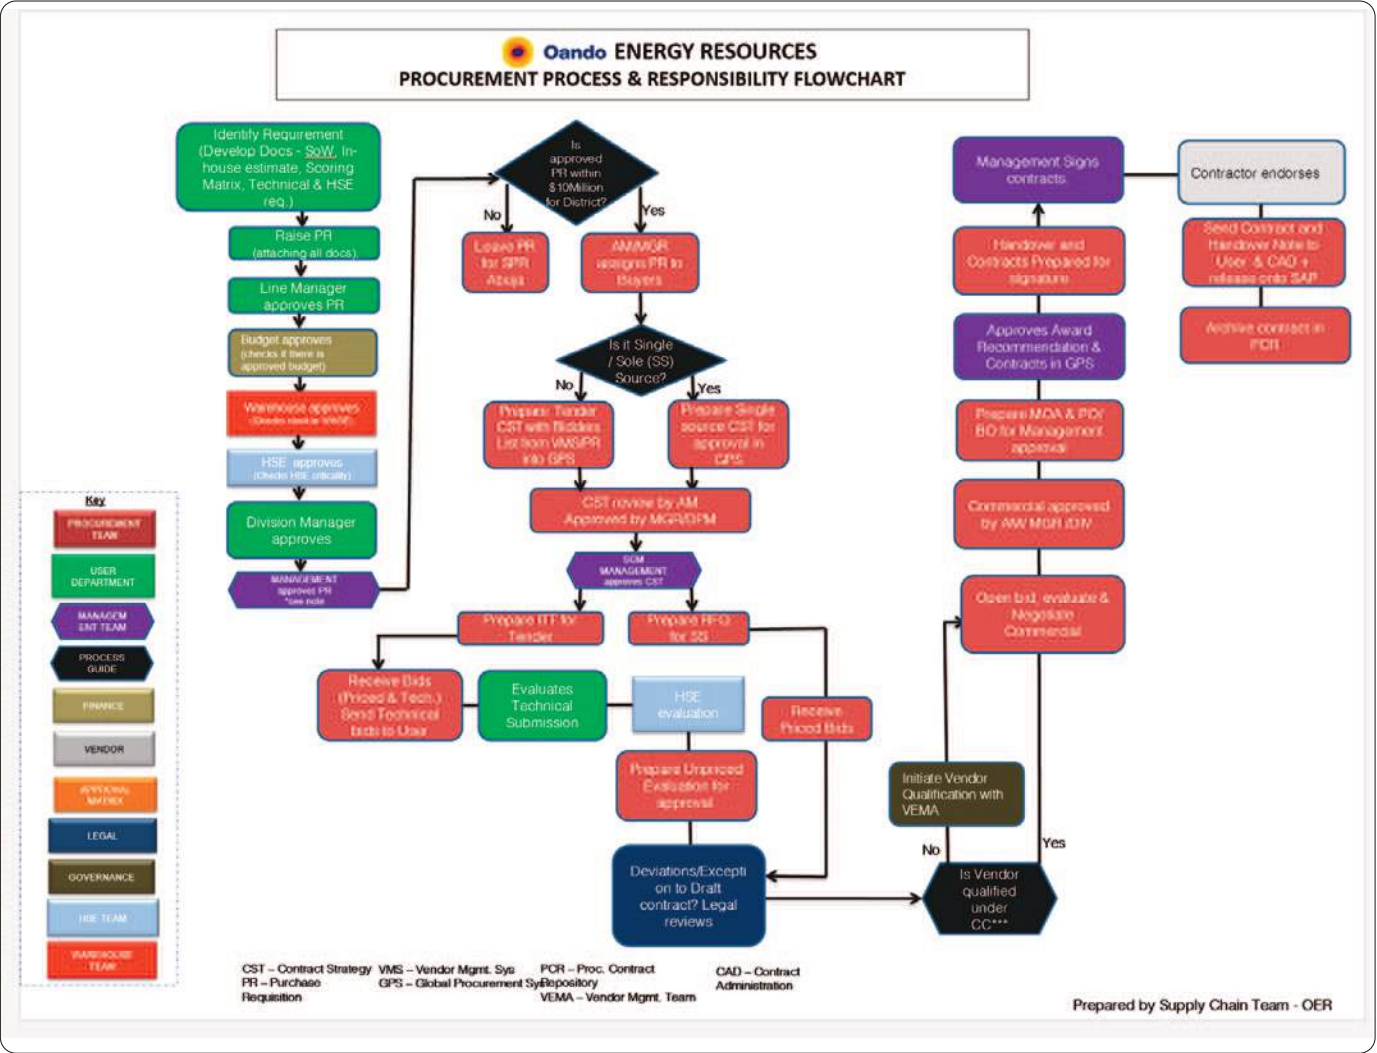 Oando ENERGY RESOURCES
PROCUREMENT PROCESS & RESPONSIBILITY FLOWCHART
Identify Requirement
(Develop Docs - SoW, In-
house estimate, Scoring
Matrix, Technical & HSE
req.)
Raise PR
(attaching all docs).
Line Manager
approves PR
Budget approves
(checks if there is
approved budget)
Warehouse approves
HSE approves
(Checks HSE criticality)
Division Manager
approves
MANAGEMENT
approves PR
*see note
Is
approved
PR within
$10Million
for District?
No
Yes
Leave PR
for SPR
Abuja
AM/MGR
assigns PR to
Buyers
Is it Single
/ Sole (SS)
Source?
No
Yes
Prepare Tender
CST with Bidders
List from VMS/PR
into GPS
Prepare Single
source CST for
approval in
GPS
CST review by AM
Approved by MGR/DPM
SCM
MANAGEMENT
approves CST
Prepare ITT for
Tender
Prepare RFQ
for SS
Receive Bids
(Priced & Tech.)
Send Technical
bids to User
Evaluates
Technical
Submission
HSE
evaluation
Receive
Priced Bids
Prepare Unpriced
Evaluation for
approval
Deviations/Excepti
on to Draft
contract? Legal
reviews
Is Vendor
qualified
under
CC***
No
Yes
Initiate Vendor
Qualification with
VEMA
Open bid, evaluate &
Negotiate
Commercial
Commercial approved
by AM/ MGR /DIV
Prepare MOA & PO/
BO for Management
approval
Approves Award
Recommendation &
Contracts in GPS
Handover and
Contracts Prepared for
signature
Management Signs
contracts.
Contractor endorses
Send Contract and
Handover Note to
User & CAD +
release onto SAP
Archive contract in
PCR
Key
PROCUREMENT
TEAM
USER
DEPARTMENT
MANAGEM
ENT TEAM
PROCESS
GUIDE
FINANCE
VENDOR
APPROVAL
MATRIX
LEGAL
GOVERNANCE
HSE TEAM
WAREHOUSE
TEAM
CST – Contract Strategy
PR – Purchase
Requisition
VMS – Vendor Mgmt. Sys
GPS – Global Procurement Sys
PCR – Proc. Contract
Repository
VEMA – Vendor Mgmt. Team
CAD – Contract
Administration
Prepared by Supply Chain Team - OER